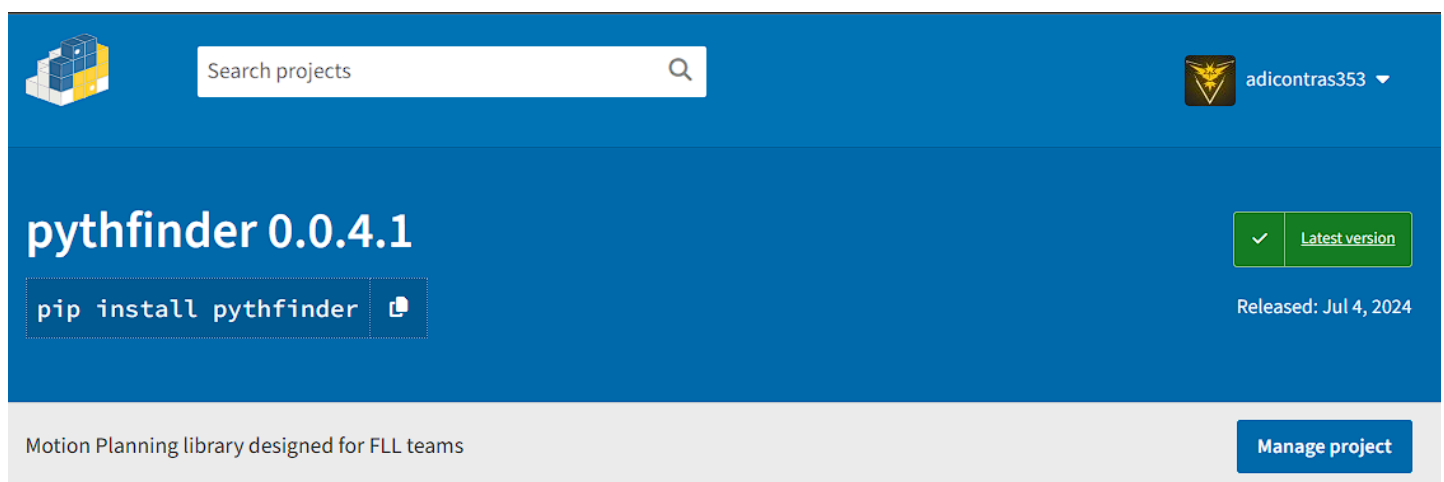 Search projects
adicontras353
pythfinder 0.0.4.1
Latest version
pip install pythfinder
Released: Jul 4, 2024
Motion Planning library designed for FLL teams
Manage project